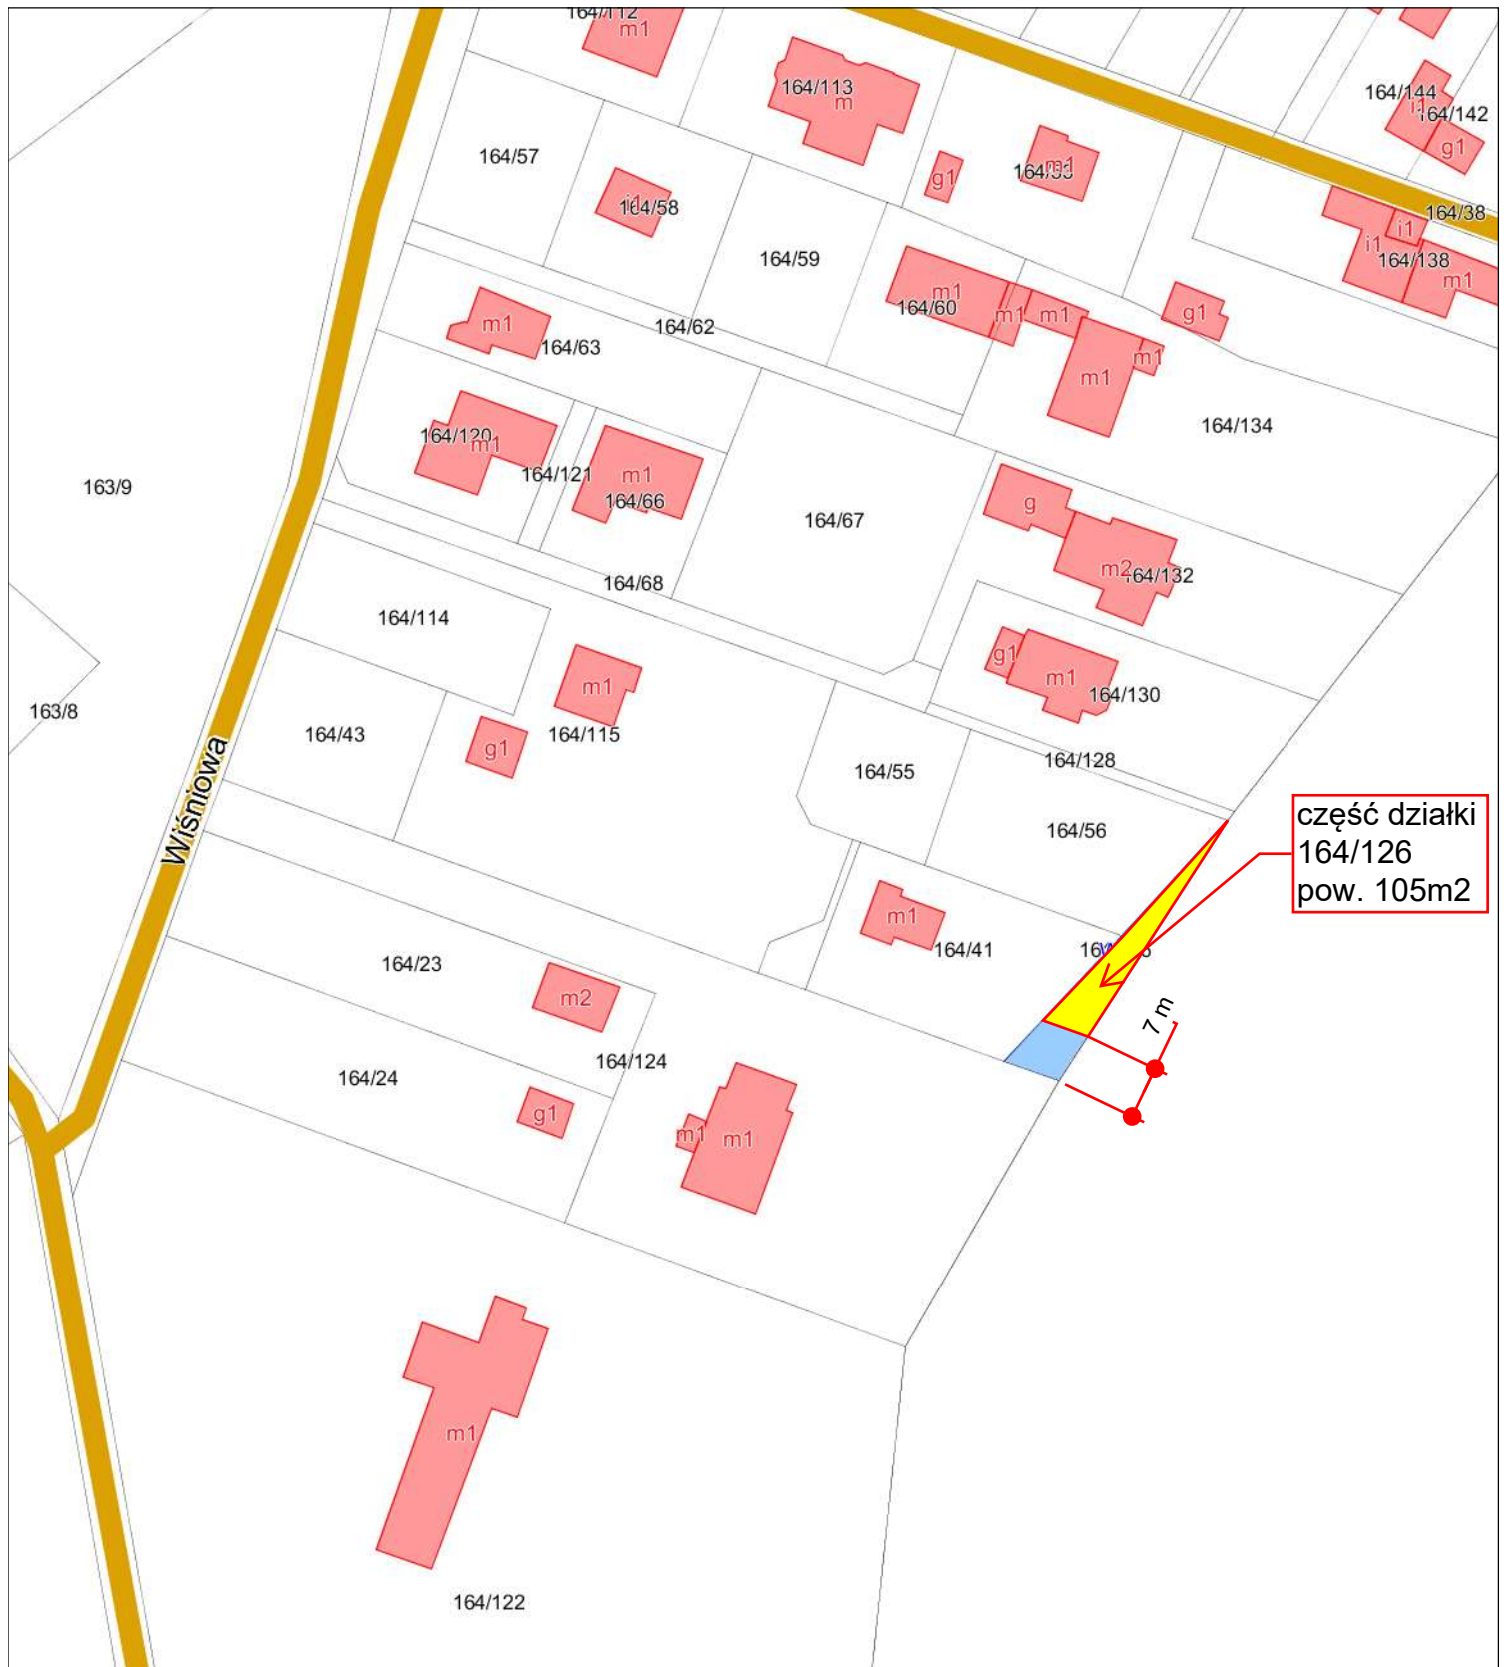 164/112
m1
164/113
m
164/144
i1
164/142
g1
164/57
g1
m1
i1
164/58
164/38
i1
i1
164/138
m1
164/59
m1
164/60
m1
m1
g1
m1
164/63
164/62
m1
m1
164/134
164/120
m1
164/121
m1
164/66
163/9
164/67
g
m2
164/132
164/68
164/114
g1
m1
164/130
m1
163/8
164/43
g1
164/115
164/55
164/128
Wiśniowa
164/56
część działki
164/126
pow. 105m2
m1
164/41
164/23
m2
7 m
164/124
164/24
g1
m1
m1
m1
164/122